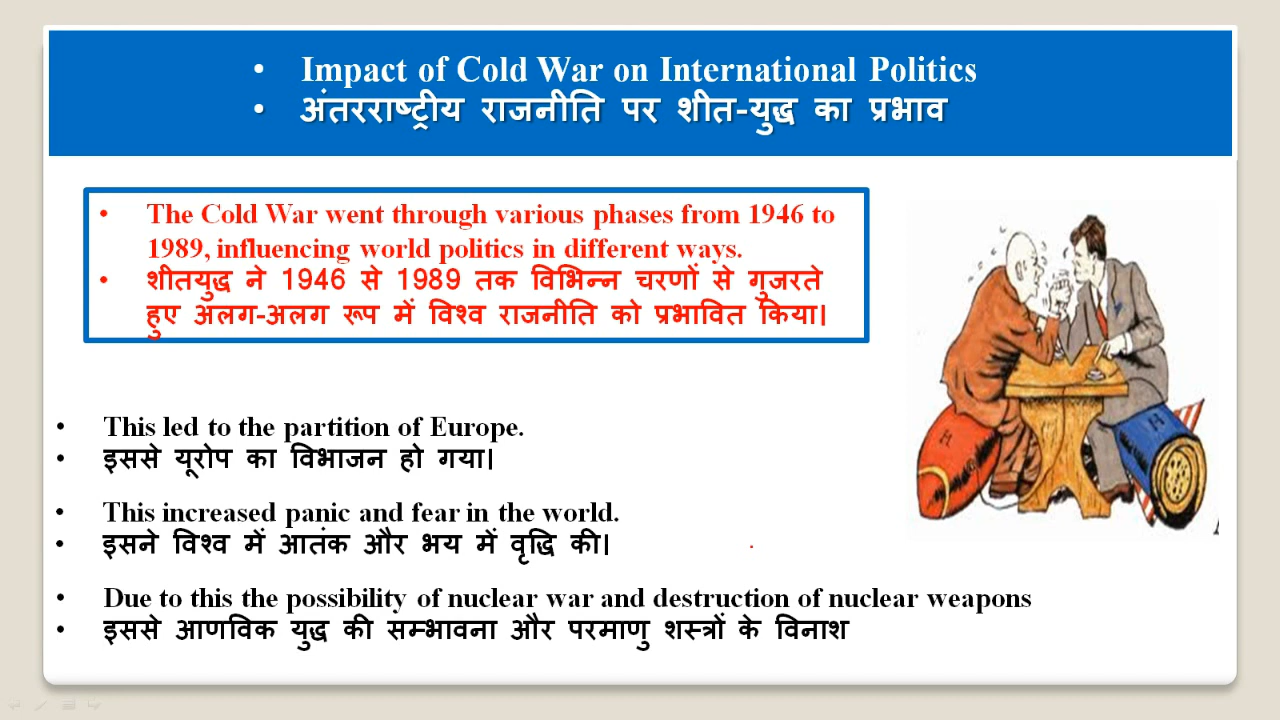 • Impact of Cold War on International Politics
• अंतरराष्ट्रीय राजनीति पर शीत-युद्ध का प्रभाव
• The Cold War went through various phases from 1946 to
1989, influencing world politics in different ways.
• शीतयुद्ध ने 1946 से 1989 तक विभिन्न चरणों से गुजरते
हुए अलग-अलग रूप में विश्व राजनीति को प्रभावित किया।
H
H
• This led to the partition of Europe.
• इससे यूरोप का विभाजन हो गया।
• This increased panic and fear in the world.
• इसने विश्व में आतंक और भय में वृद्धि की।
• Due to this the possibility of nuclear war and destruction of nuclear weapons
• इससे आणविक युद्ध की सम्भावना और परमाणु शस्त्रों के विनाश